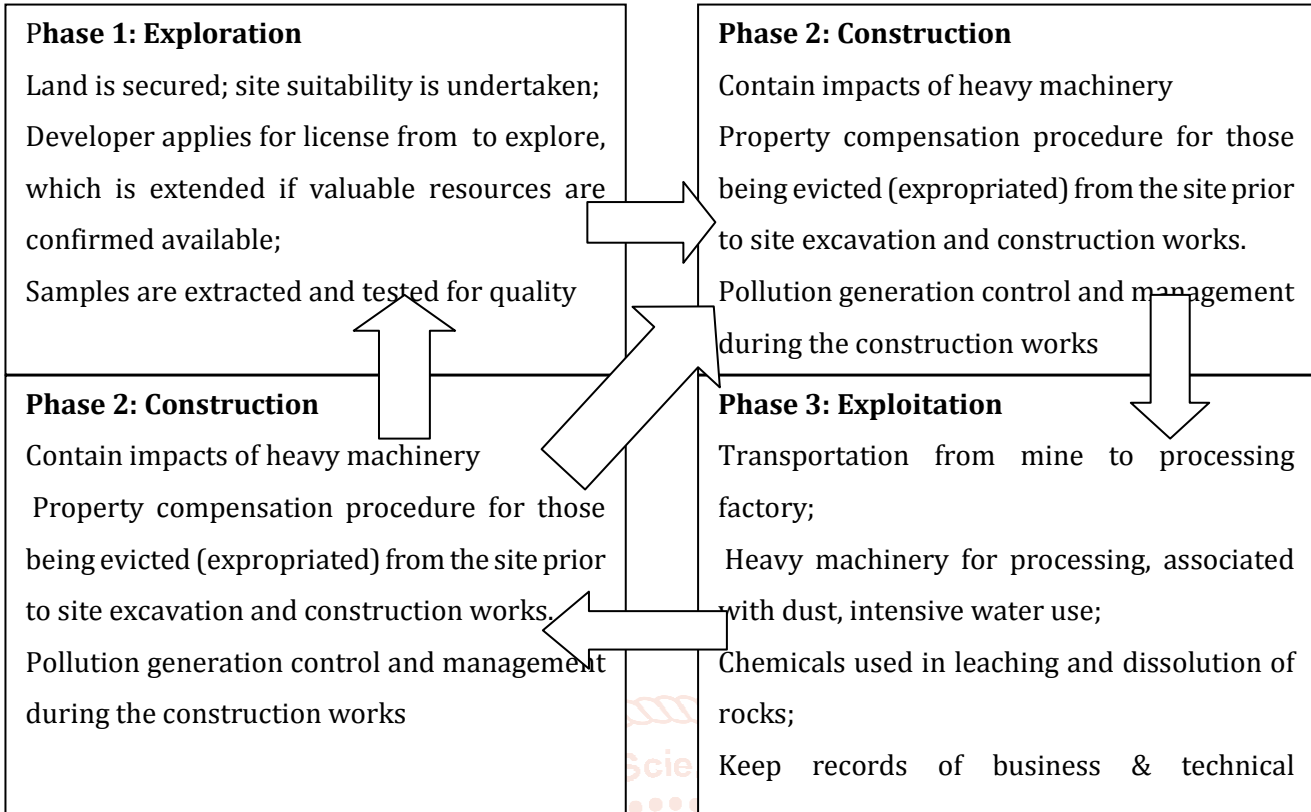 Phase 1: Exploration
Land is secured; site suitability is undertaken;
Developer applies for license from to explore,
which is extended if valuable resources are
confirmed available;
Samples are extracted and tested for quality
Phase 2: Construction
Contain impacts of heavy machinery
Property compensation procedure for those
being evicted (expropriated) from the site prior
to site excavation and construction works.
Pollution generation control and management
during the construction works
Phase 2: Construction
Contain impacts of heavy machinery
Property compensation procedure for those
being evicted (expropriated) from the site prior
to site excavation and construction works.
Pollution generation control and management
during the construction works
Phase 3: Exploitation
Transportation from mine to processing
factory;
Heavy machinery for processing, associated
with dust, intensive water use;
Chemicals used in leaching and dissolution of
rocks;
Keep records of business & technical
Scie